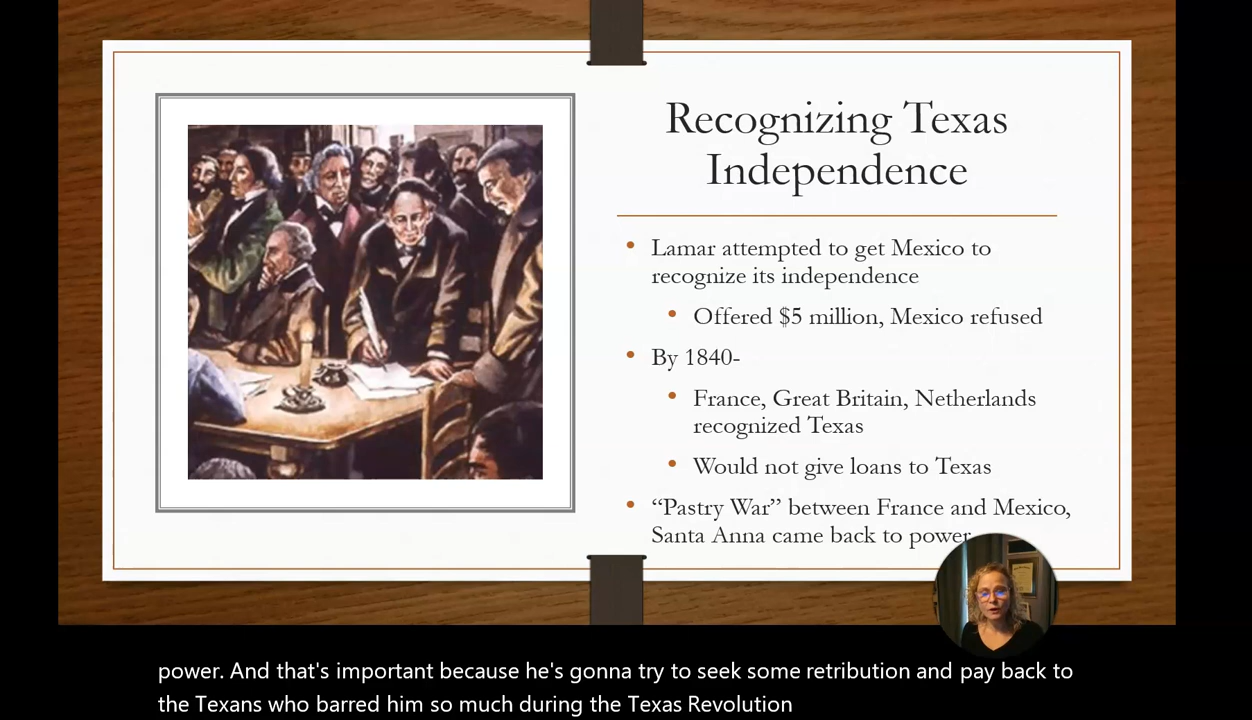 Recognizing Texas
Independence
• Lamar attempted to get Mexico to
recognize its independence
• Offered $5 million, Mexico refused
• By 1840-
• France, Great Britain, Netherlands
recognized Texas
• Would not give loans to Texas
• “Pastry War” between France and Mexico,
Santa Anna came back to power
power. And that's important because he's gonna try to seek some retribution and pay back to
the Texans who barred him so much during the Texas Revolution